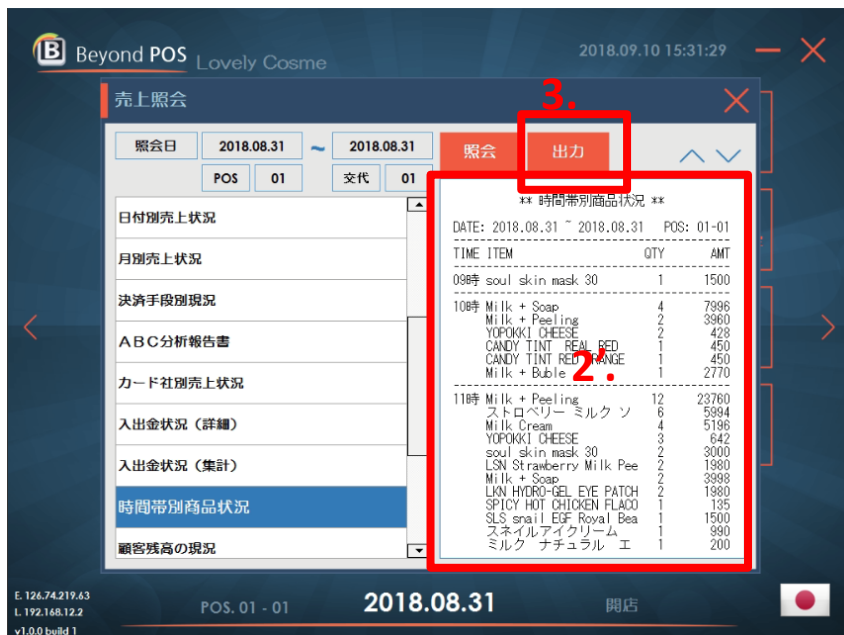 Beyond POS Lovely Cosme 2018.09.10 15:31:29
売上照会
3.
照会日 2018.08.31 ~ 2018.08.31 照会 出力
POS 01 交代 01
日付別売上状況
月別売上状況
決済手段別現況
ABC分析報告書
カード社別売上状況
入出金状況（詳細）
入出金状況（集計）
時間帯別商品状況
顧客残高の現況
** 時間帯別商品状況 **
DATE: 2018.08.31 ~ 2018.08.31 POS: 01-01
TIME ITEM QTY AMT
09時 soul skin mask 30 1 1500
10時 Milk + Soap 4 7996
Milk + Peeling 2 3960
YOPOKKI CHEESE 2 428
CANDY TINT REAL RED 1 450
CANDY TINT RED ORANGE 1 450
Milk + Buble 1 2770
2'.
11時 Milk + Peeling 12 23760
ストロベリー ミルク ソ 6 5994
Milk Cream 4 5196
YOPOKKI CHEESE 3 642
soul skin mask 30 2 3000
LSN Strawberry Milk Pee 2 1980
Milk + Soap 2 3998
LKN HYDRO-GEL EYE PATCH 2 1980
SPICY HOT CHICKEN FLACO 1 135
SLS snail EGF Royal Bea 1 1500
スネイルアイクリーム 1 990
ミルク ナチュラル エ 1 200
E. 126.74.219.63
L. 192.168.12.2
v1.0.0 build 1
POS. 01 - 01 2018.08.31 開店